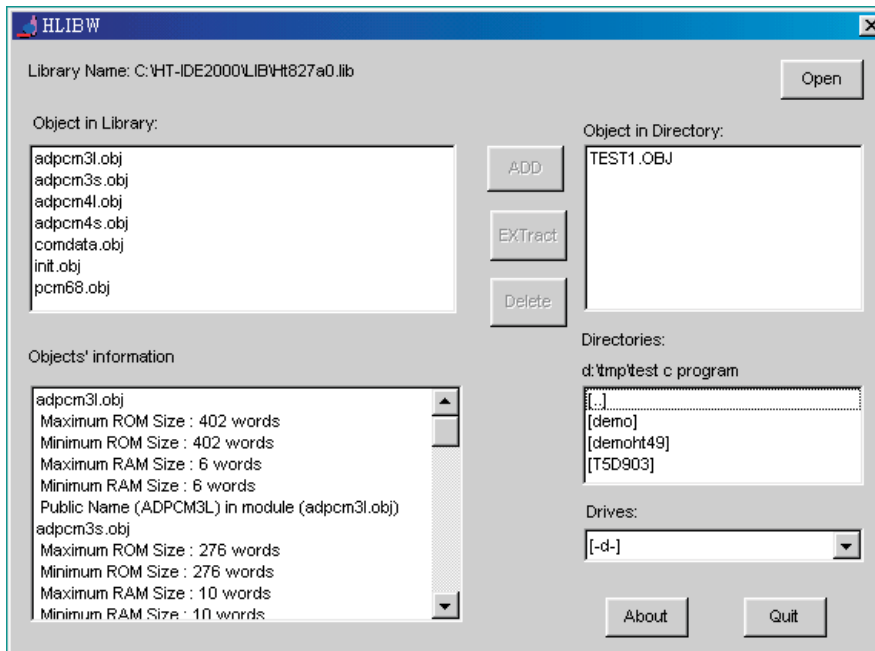 HLIBW
Library Name: C:\HT-IDE2000\LIB\Ht827a0.lib
Open
Object in Library:
adpcm3l.obj
adpcm3s.obj
adpcm4l.obj
adpcm4s.obj
comdata.obj
init.obj
pcm68.obj
ADD
EXTract
Delete
Object in Directory:
TEST1.OBJ
Objects' information
adpcm3l.obj
Maximum ROM Size : 402 words
Minimum ROM Size : 402 words
Maximum RAM Size : 6 words
Minimum RAM Size : 6 words
Public Name (ADPCM3L) in module (adpcm3l.obj)
adpcm3s.obj
Maximum ROM Size : 276 words
Minimum ROM Size : 276 words
Maximum RAM Size : 10 words
Minimum RAM Size : 10 words
Directories:
d:\tmp\test c program
[..]
[demo]
[demoht49]
[T5D903]
Drives:
[-d-]
About
Quit